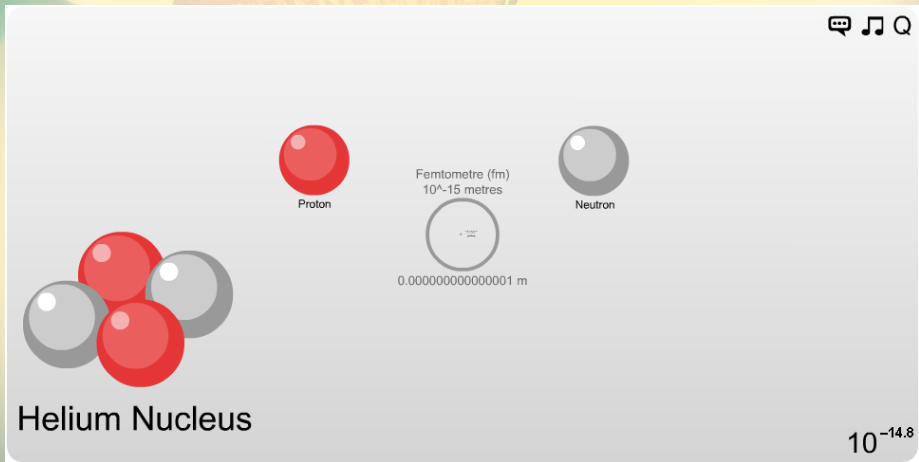 Q
Femtometre (fm)
10^-15 metres
Proton
Neutron
0.000000000000001 m
Helium Nucleus
10^-14.8